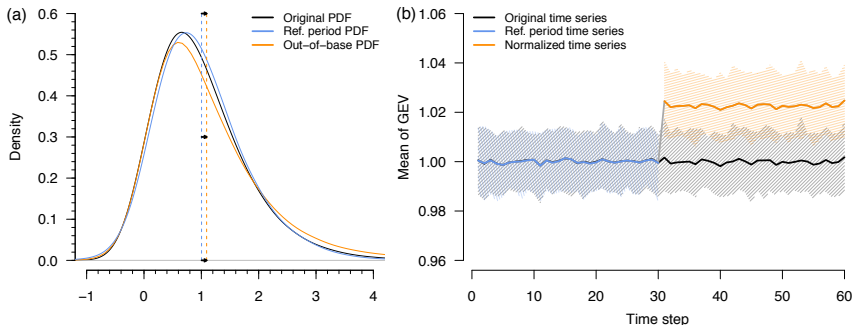 (a)
Original PDF
Ref. period PDF
Out−of−base PDF
Density
0.6
0.5
0.4
0.3
0.2
0.1
0.0
−1 0 1 2 3 4
(b)
Original time series
Ref. period time series
Normalized time series
Mean of GEV
1.06
1.04
1.02
1.00
0.98
0.96
0 10 20 30 40 50 60
Time step